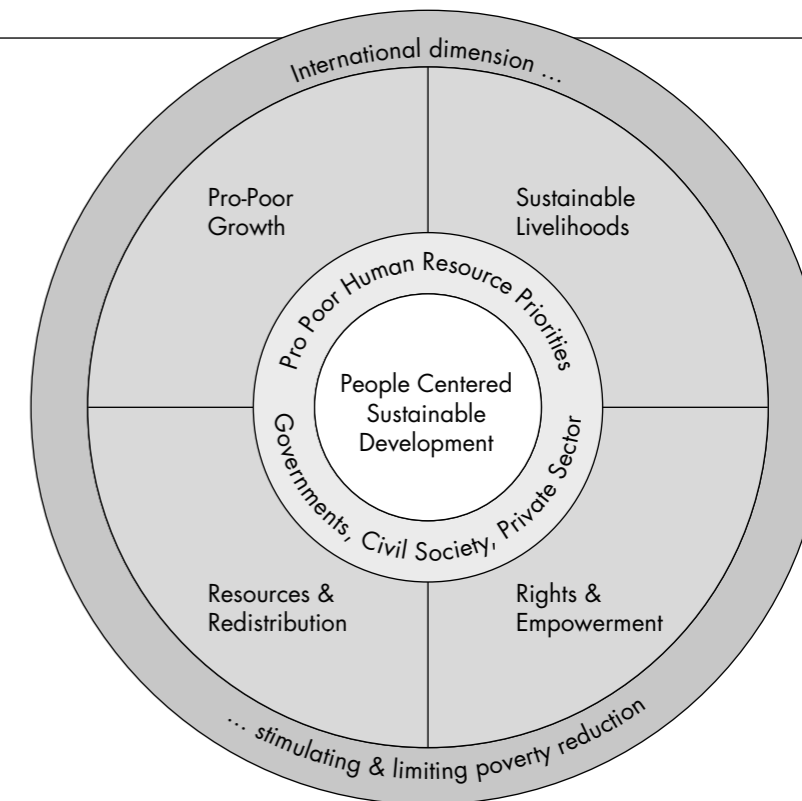 International dimension ...
Pro-Poor
Growth
Sustainable
Livelihoods
Pro Poor Human Resource Priorities
People Centered
Sustainable
Development
Governments, Civil Society, Private Sector
Resources &
Redistribution
Rights &
Empowerment
... stimulating & limiting poverty reduction